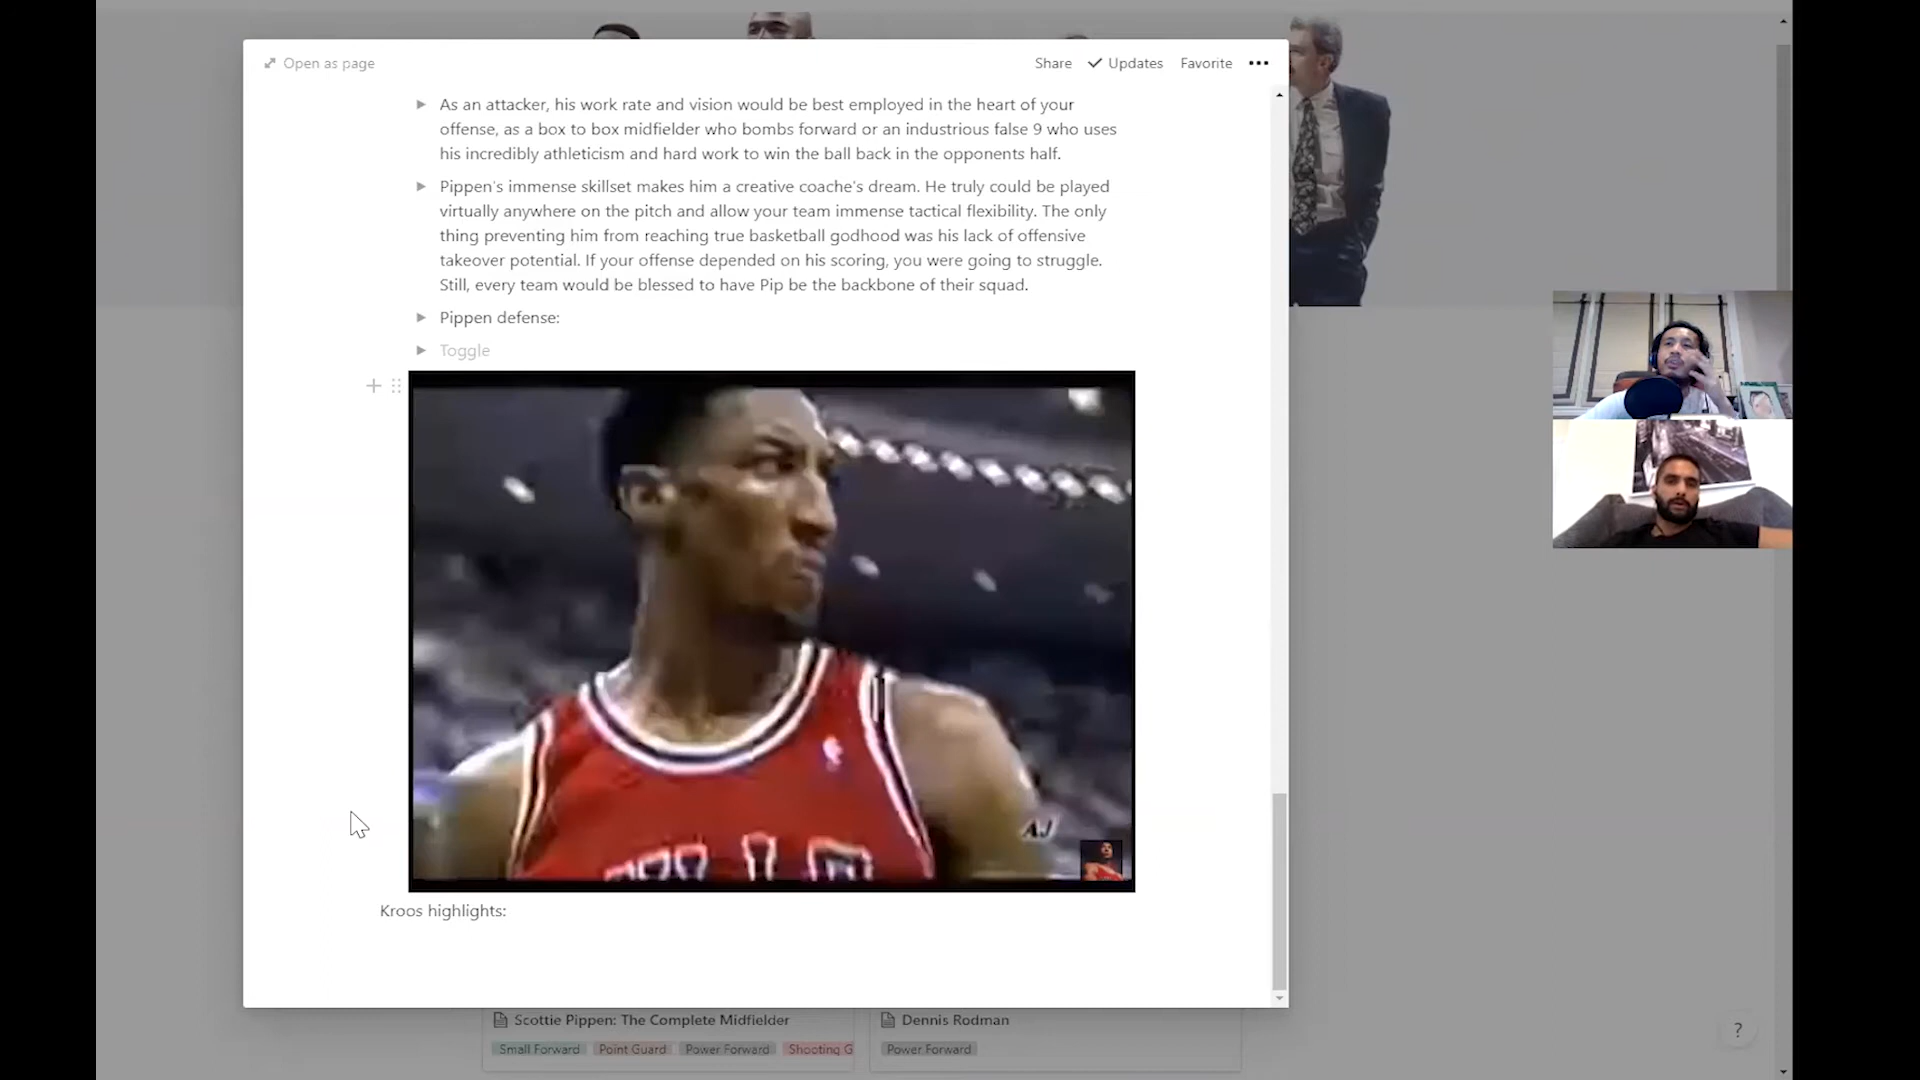 Open as page
Share
Updates
Favorite
As an attacker, his work rate and vision would be best employed in the heart of your
offense, as a box to box midfielder who bombs forward or an industrious false 9 who uses
his incredibly athleticism and hard work to win the ball back in the opponents half.
Pippen's immense skillset makes him a creative coache's dream. He truly could be played
virtually anywhere on the pitch and allow your team immense tactical flexibility. The only
thing preventing him from reaching true basketball godhood was his lack of offensive
takeover potential. If your offense depended on his scoring, you were going to struggle.
Still, every team would be blessed to have Pip be the backbone of their squad.
Pippen defense:
Toggle
AJ
Kroos highlights:
Scottie Pippen: The Complete Midfielder
Small Forward Point Guard Power Forward Shooting G
Dennis Rodman
Power Forward
?